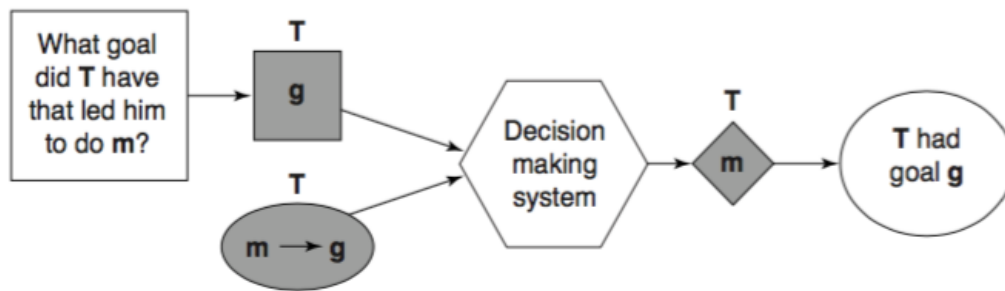 What goal
did T have
that led him
to do m?
T
g
T
m → g
Decision
making
system
T
m
T had
goal g